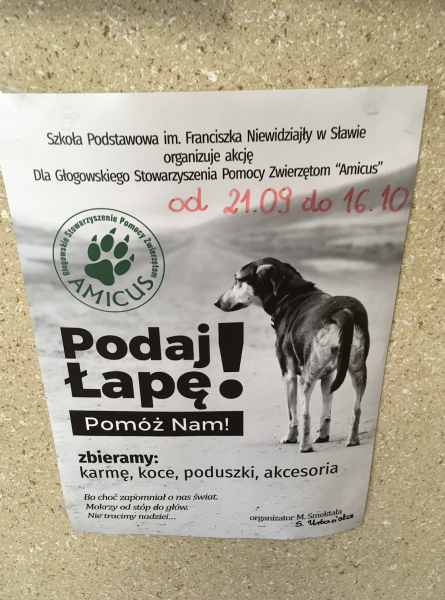 Szkoła Podstawowa im. Franciszka Niewidziajły w Sławie
organizuje akcję
Dla Głogowskiego Stowarzyszenia Pomocy Zwierzętom "Amicus"
od 21.09 do 16.10
Głogowskie Stowarzyszenie Pomocy Zwierzętom
AMICUS
Podaj
Łapę!
Pomóż Nam!
zbieramy:
karmę, koce, poduszki, akcesoria
Bo choć zapomniał o nas świat.
Mokrzy od stóp do głów.
Nie tracimy nadziei...
organizator M. Smektała
S. Urbańska